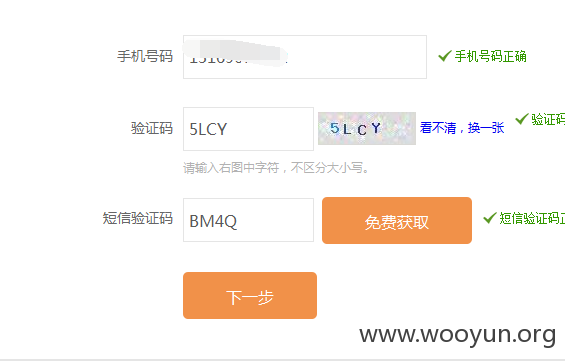 手机号码 手机号码正确
验证码 5LCY 5LCY 看不清，换一张 验证码
请输入右图中字符，不区分大小写。
短信验证码 BM4Q 免费获取 短信验证码正
下一步
www.wooyun.org